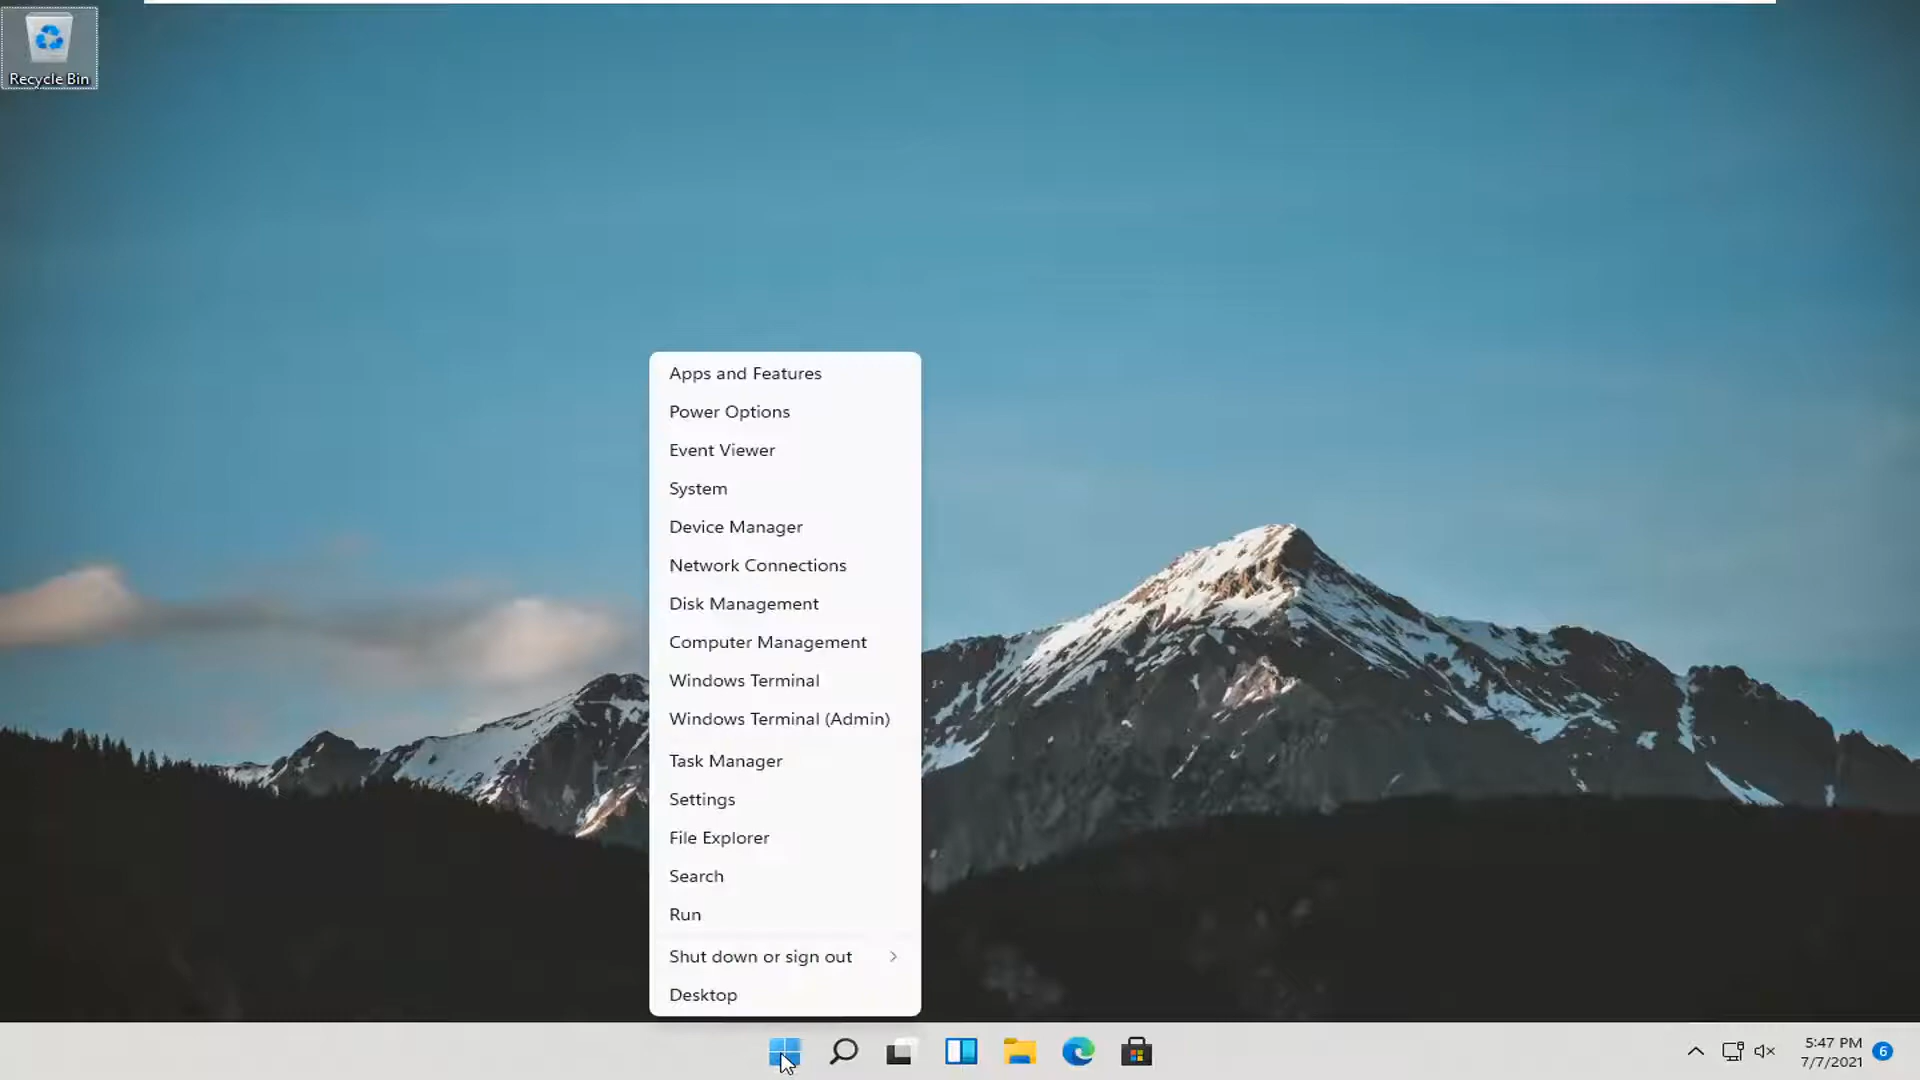 Recycle Bin
Apps and Features
Power Options
Event Viewer
System
Device Manager
Network Connections
Disk Management
Computer Management
Windows Terminal
Windows Terminal (Admin)
Task Manager
Settings
File Explorer
Search
Run
Shut down or sign out
Desktop
5:47 PM
7/7/2021
6